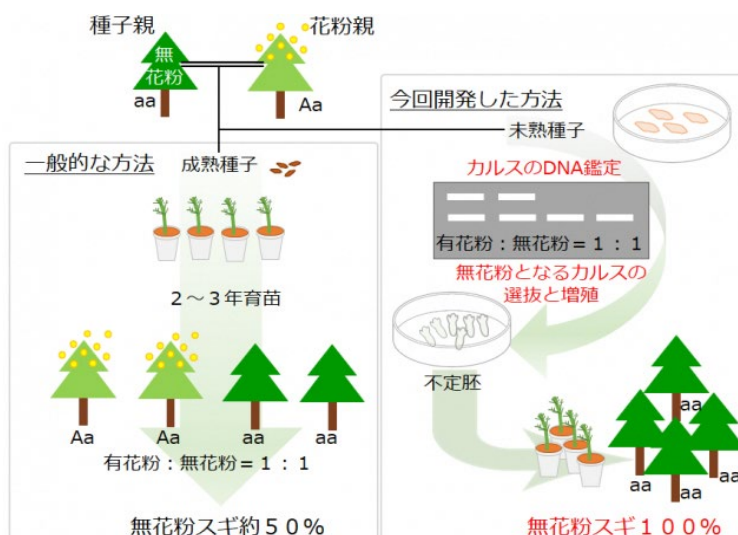 種子親
花粉親
無
花粉
aa
Aa
今回開発した方法
未熟種子
カルスのDNA鑑定
有花粉：無花粉＝１：１
無花粉となるカルスの
選抜と増殖
不定胚
aa
aa
aa
aa
無花粉スギ１００%
一般的な方法
成熟種子
２～３年育苗
Aa
Aa
aa
aa
有花粉：無花粉＝１：１
無花粉スギ約５０%